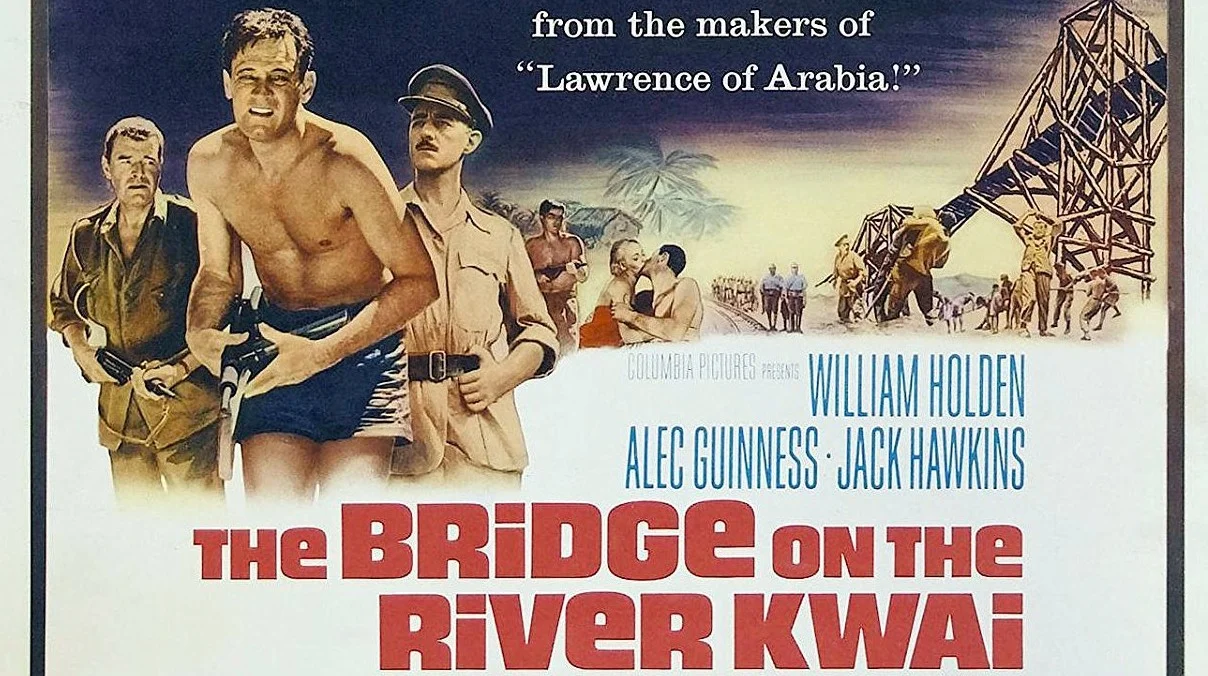 from the makers of
“Lawrence of Arabia!”
COLUMBIA PICTURES PRESENTS WILLIAM HOLDEN
ALEC GUINNESS · JACK HAWKINS
THE BRiDGe ON THE
RiVeR KWAi